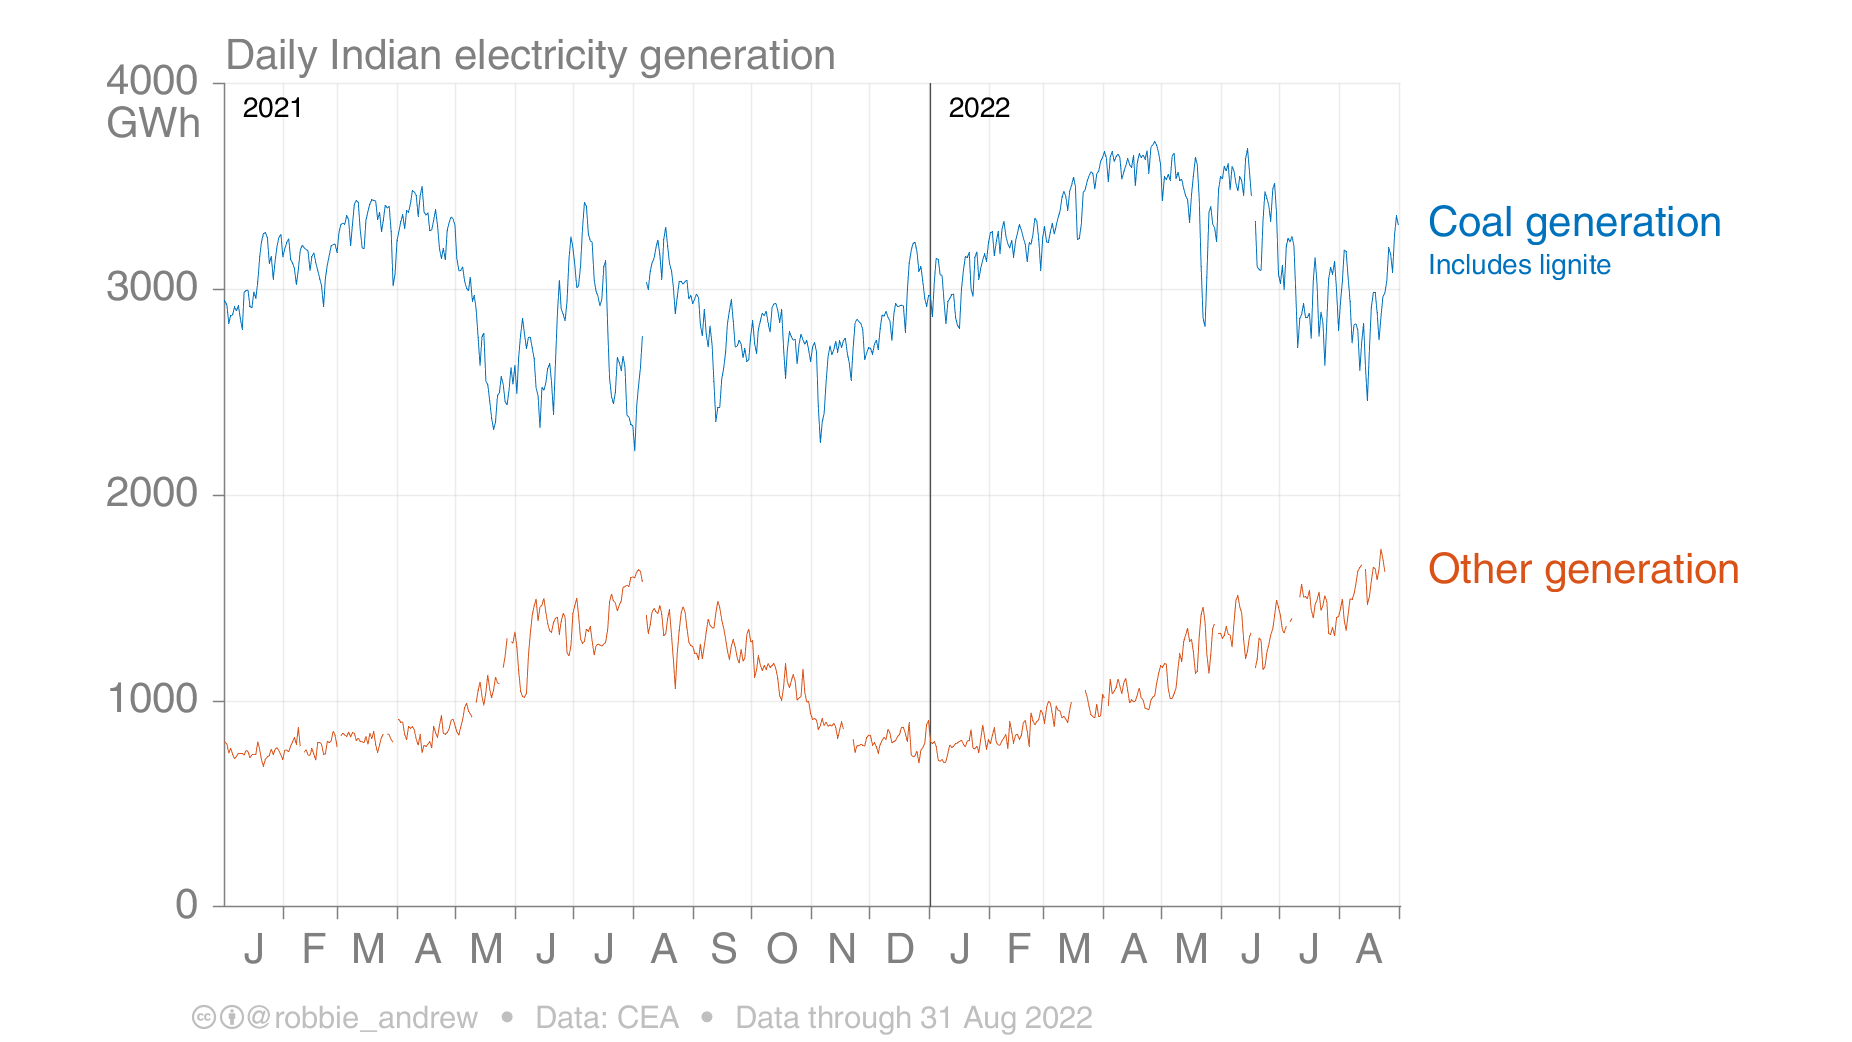 Daily Indian electricity generation
4000
GWh
2021
2022
3000
2000
1000
0
Coal generation
Includes lignite
Other generation
J F M A M J J A S O N D J F M A M J J A
cc @robbie_andrew • Data: CEA • Data through 31 Aug 2022